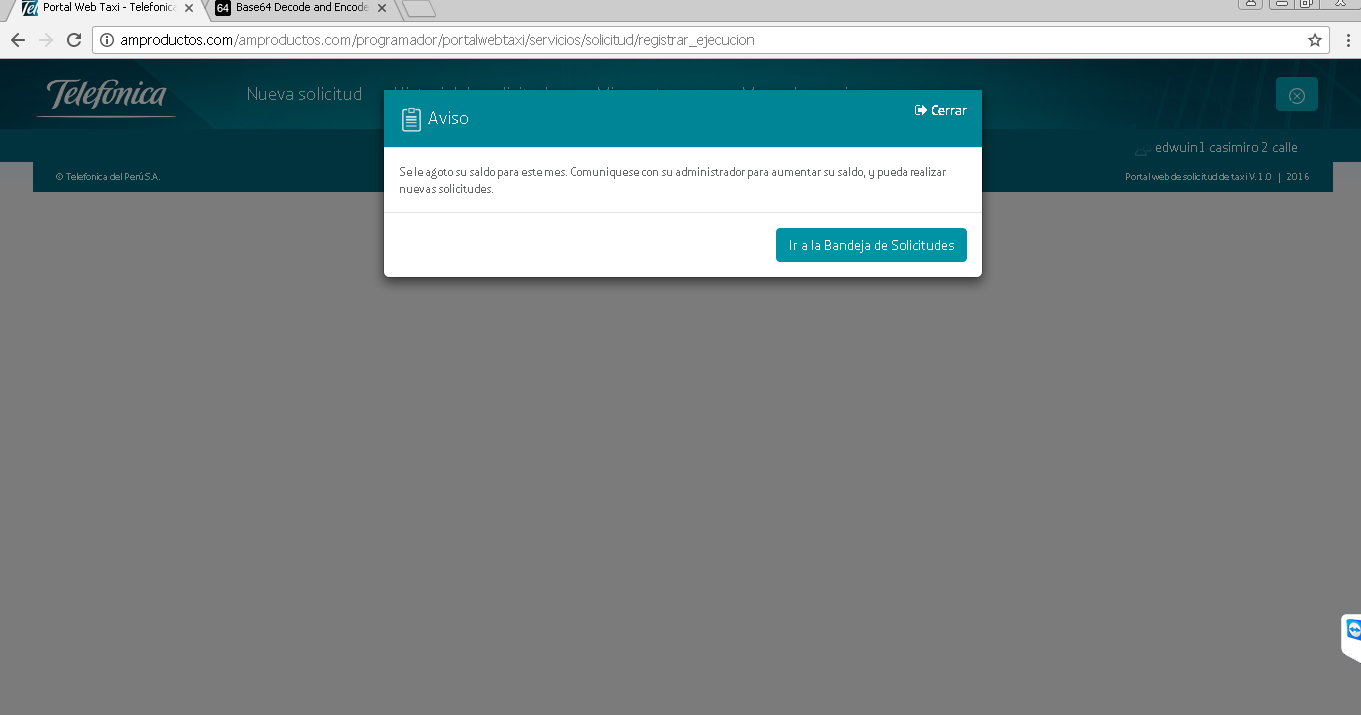 Portal Web Taxi - Telefonica
64 Base64 Decode and Encode
amproductos.com/amproductos.com/programador/portalwebtaxi/servicios/solicitud/registrar_ejecucion
Telefónica
Nueva solicitud
Aviso
Cerrar
edwuin1 casimiro 2 calle
Se le agoto su saldo para este mes. Comuniquese con su administrador para aumentar su saldo, y pueda realizar
nuevas solicitudes.
© Telefonica del Perú S.A.
Portal web de solicitud de taxi V. 1.0 | 2016
Ir a la Bandeja de Solicitudes